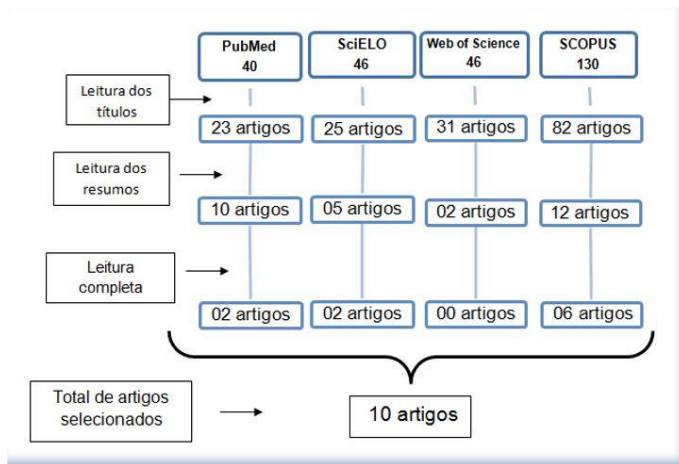 PubMed
40
SciELO
46
Web of Science
46
SCOPUS
130
Leitura dos
títulos
23 artigos
25 artigos
31 artigos
82 artigos
Leitura dos
resumos
10 artigos
05 artigos
02 artigos
12 artigos
Leitura
completa
02 artigos
02 artigos
00 artigos
06 artigos
Total de artigos
selecionados
10 artigos